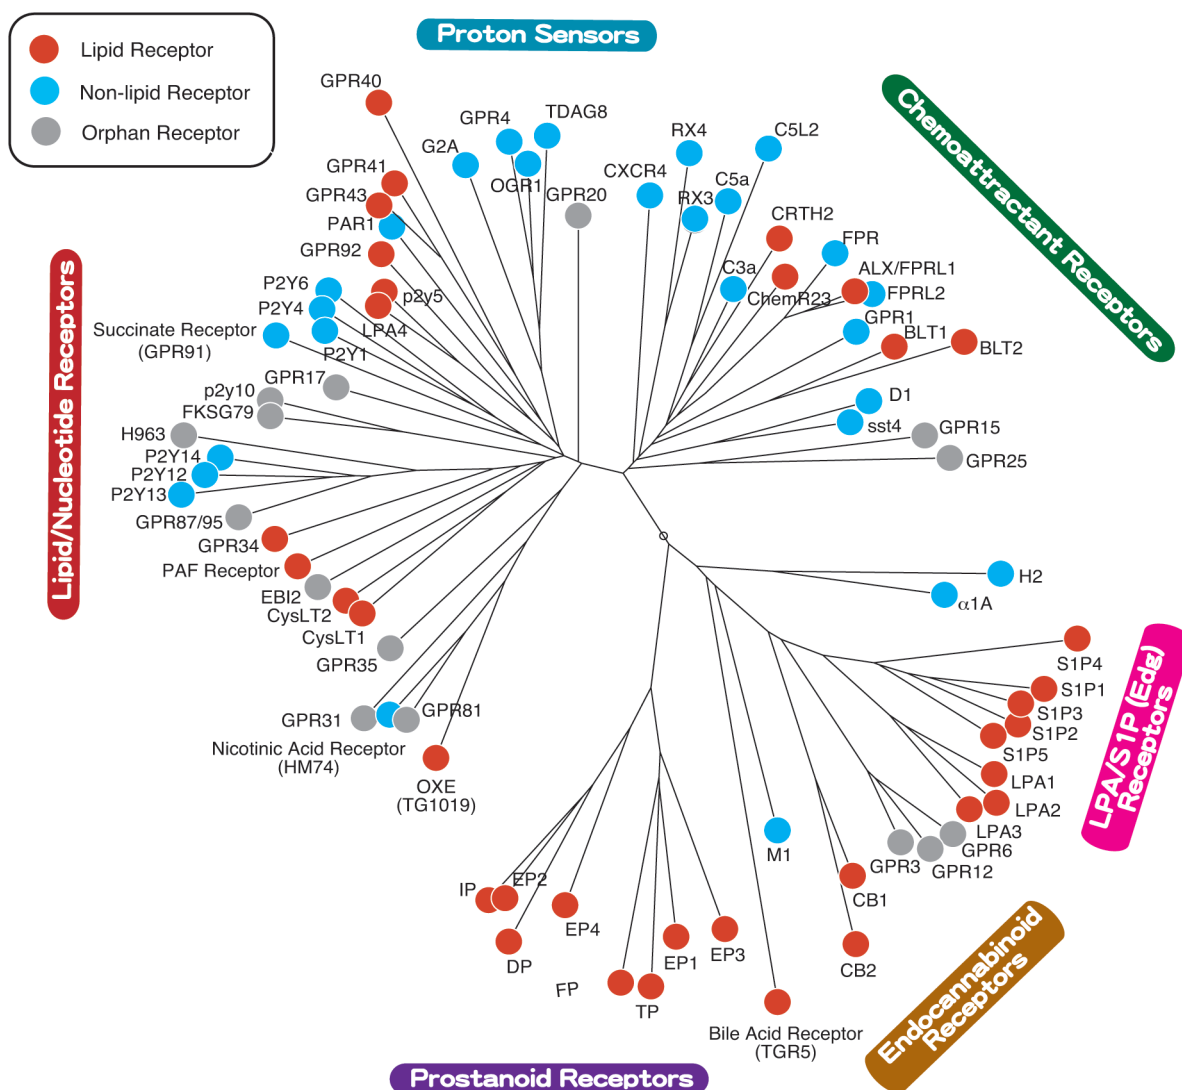 Proton Sensors
Lipid Receptor
Non-lipid Receptor
Orphan Receptor
Chemoattractant Receptors
GPR40
GPR4
TDAG8
G2A
OGR1
GPR20
RX4
C5L2
CXCR4
RX3
C5a
GPR41
GPR43
PAR1
GPR92
CRTH2
FPR
C3a
ChemR23
ALX/FPRL1
FPRL2
GPR1
BLT1
BLT2
Lipid/Nucleotide Receptors
P2Y6
p2y5
P2Y4
LPA4
Succinate Receptor
(GPR91)
P2Y1
GPR17
p2y10
FKSG79
D1
sst4
GPR15
GPR25
H963
P2Y14
P2Y12
P2Y13
GPR87/95
GPR34
PAF Receptor
EBI2
CysLT2
CysLT1
GPR35
H2
α1A
LPA/S1P (Edg)
Receptors
S1P4
S1P1
S1P3
S1P2
S1P5
LPA1
LPA2
LPA3
GPR6
GPR12
GPR3
GPR31
GPR81
Nicotinic Acid Receptor
(HM74)
OXE
(TG1019)
M1
CB1
CB2
IP
EP2
EP4
DP
FP
TP
EP1
EP3
Bile Acid Receptor
(TGR5)
Endocannabinoid
Receptors
Prostanoid Receptors